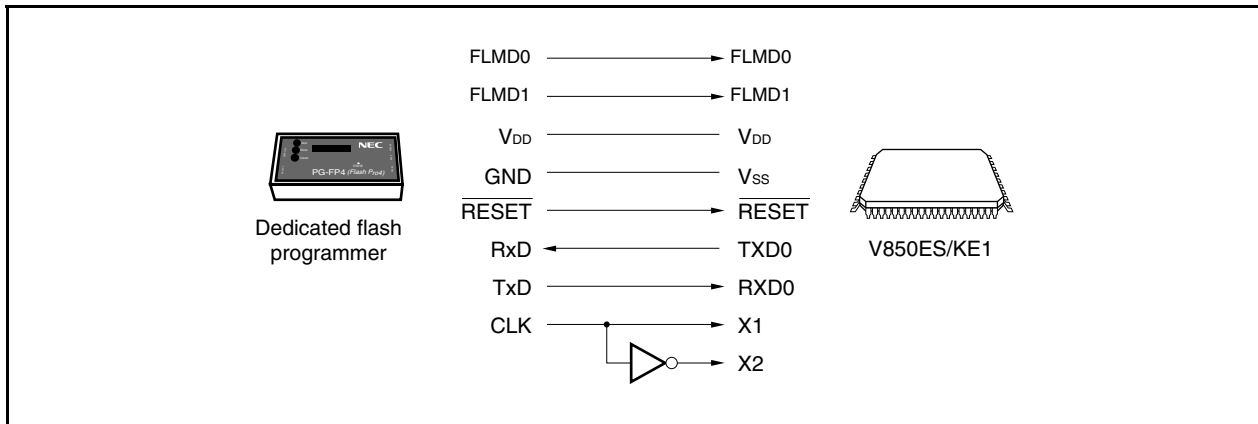 FLMD0 FLMD0
FLMD1 FLMD1
VDD VDD
NEC
PG-FP4 (Flash Pro4)
GND VSS
RESET RESET
Dedicated flash
programmer
RxD TXD0
V850ES/KE1
TxD RXD0
CLK X1
X2